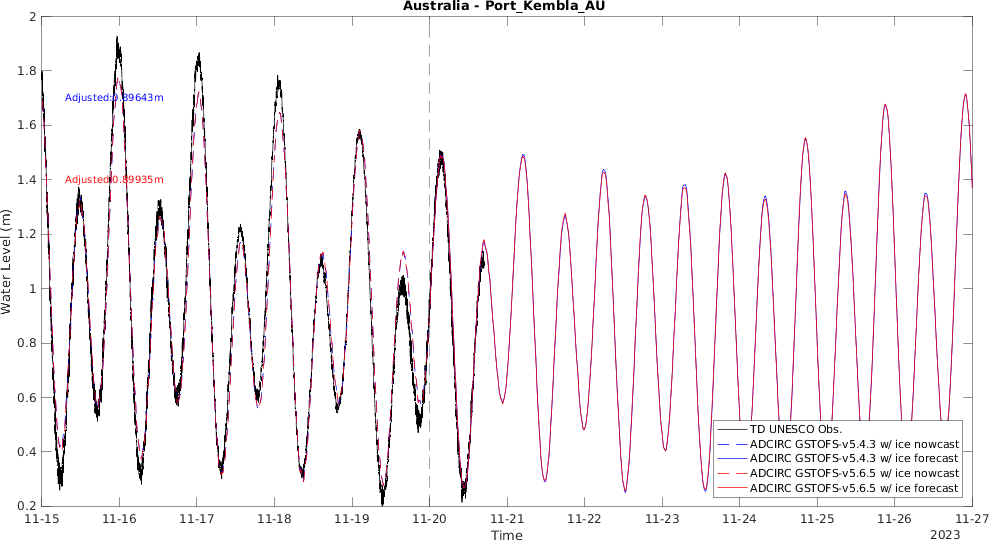 Australia - Port_Kembla_AU
2
1.8
1.6
1.4
1.2
1
0.8
0.6
0.4
0.2
Water Level (m)
Adjusted:0.89643m
Adjusted:0.89935m
TD UNESCO Obs.
ADCIRC GSTOFS-v5.4.3 w/ ice nowcast
ADCIRC GSTOFS-v5.4.3 w/ ice forecast
ADCIRC GSTOFS-v5.6.5 w/ ice nowcast
ADCIRC GSTOFS-v5.6.5 w/ ice forecast
11-15 11-16 11-17 11-18 11-19 11-20 11-21 11-22 11-23 11-24 11-25 11-26 11-27
Time
2023